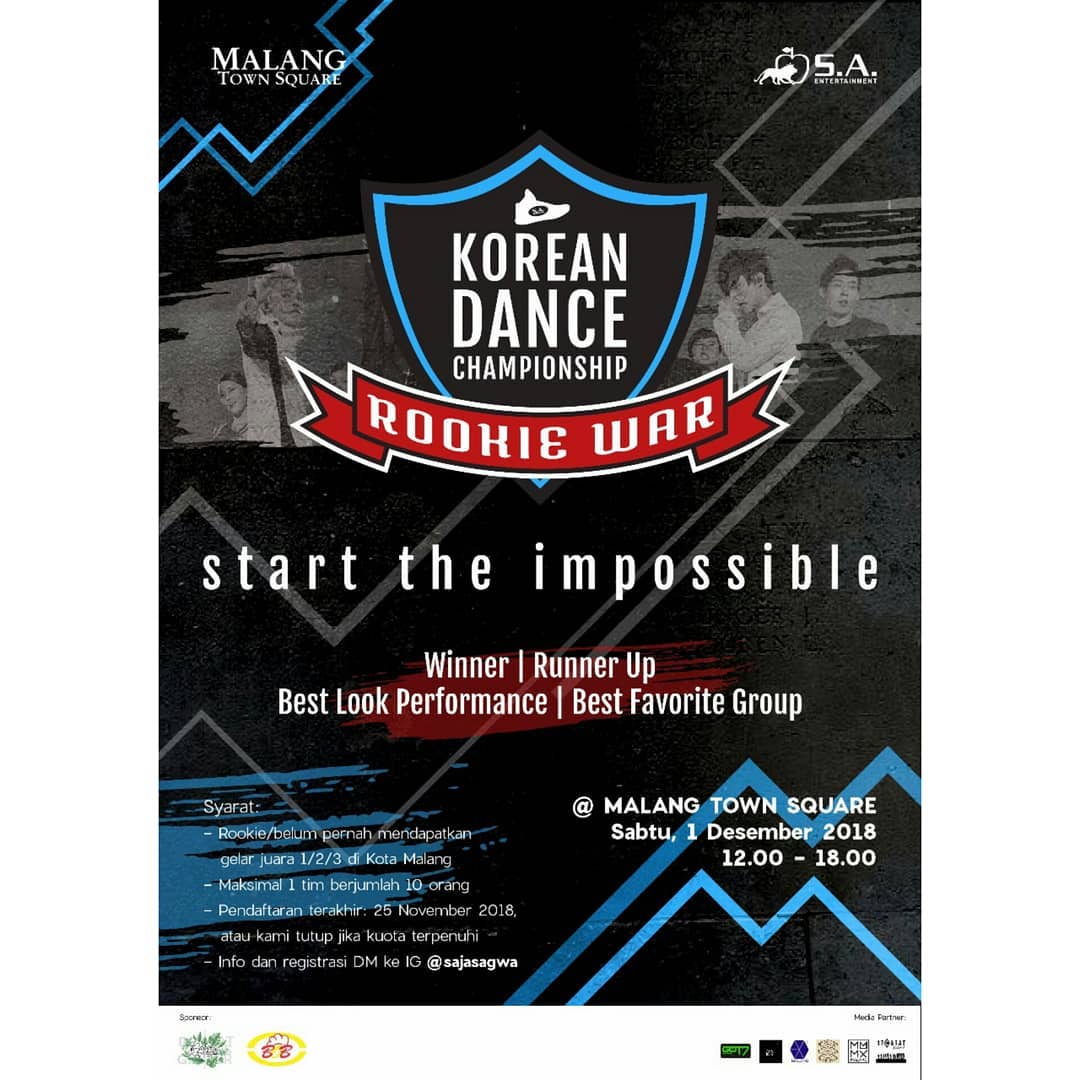 MALANG
TOWN SQUARE
S.A.
ENTERTAINMENT
S.A
KOREAN
DANCE
CHAMPIONSHIP
ROOKIE WAR
start the impossible
Winner | Runner Up
Best Look Performance | Best Favorite Group
Syarat:
- Rookie/belum pernah mendapatkan
gelar juara 1/2/3 di Kota Malang
- Maksimal 1 tim berjumlah 10 orang
- Pendaftaran terakhir: 25 November 2018,
atau kami tutup jika kuota terpenuhi
- Info dan registrasi DM ke IG @sajasagwa
@ MALANG TOWN SQUARE
Sabtu, 1 Desember 2018
12.00 - 18.00
Sponsor:
BFB
Media Partner: